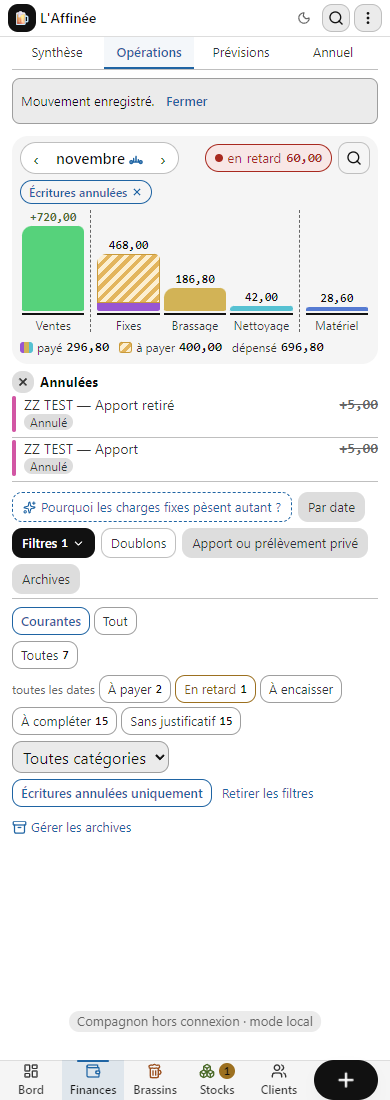 L'Affinée
Synthèse Opérations Prévisions Annuel
Mouvement enregistré. Fermer
‹ novembre › en retard 60,00
Écritures annulées ✕
+720,00
468,00
186,80
42,00
28,60
Ventes Fixes Brassage Nettoyage Matériel
payé 296,80 à payer 400,00 dépensé 696,80
✕ Annulées
ZZ TEST — Apport retiré +5,00
Annulé
ZZ TEST — Apport +5,00
Annulé
Pourquoi les charges fixes pèsent autant ? Par date
Filtres 1 Doublons Apport ou prélèvement privé
Archives
Courantes Tout
Toutes 7
toutes les dates À payer 2 En retard 1 À encaisser
À compléter 15 Sans justificatif 15
Toutes catégories
Écritures annulées uniquement Retirer les filtres
Gérer les archives
Compagnon hors connexion · mode local
1
Bord Finances Brassins Stocks Clients +